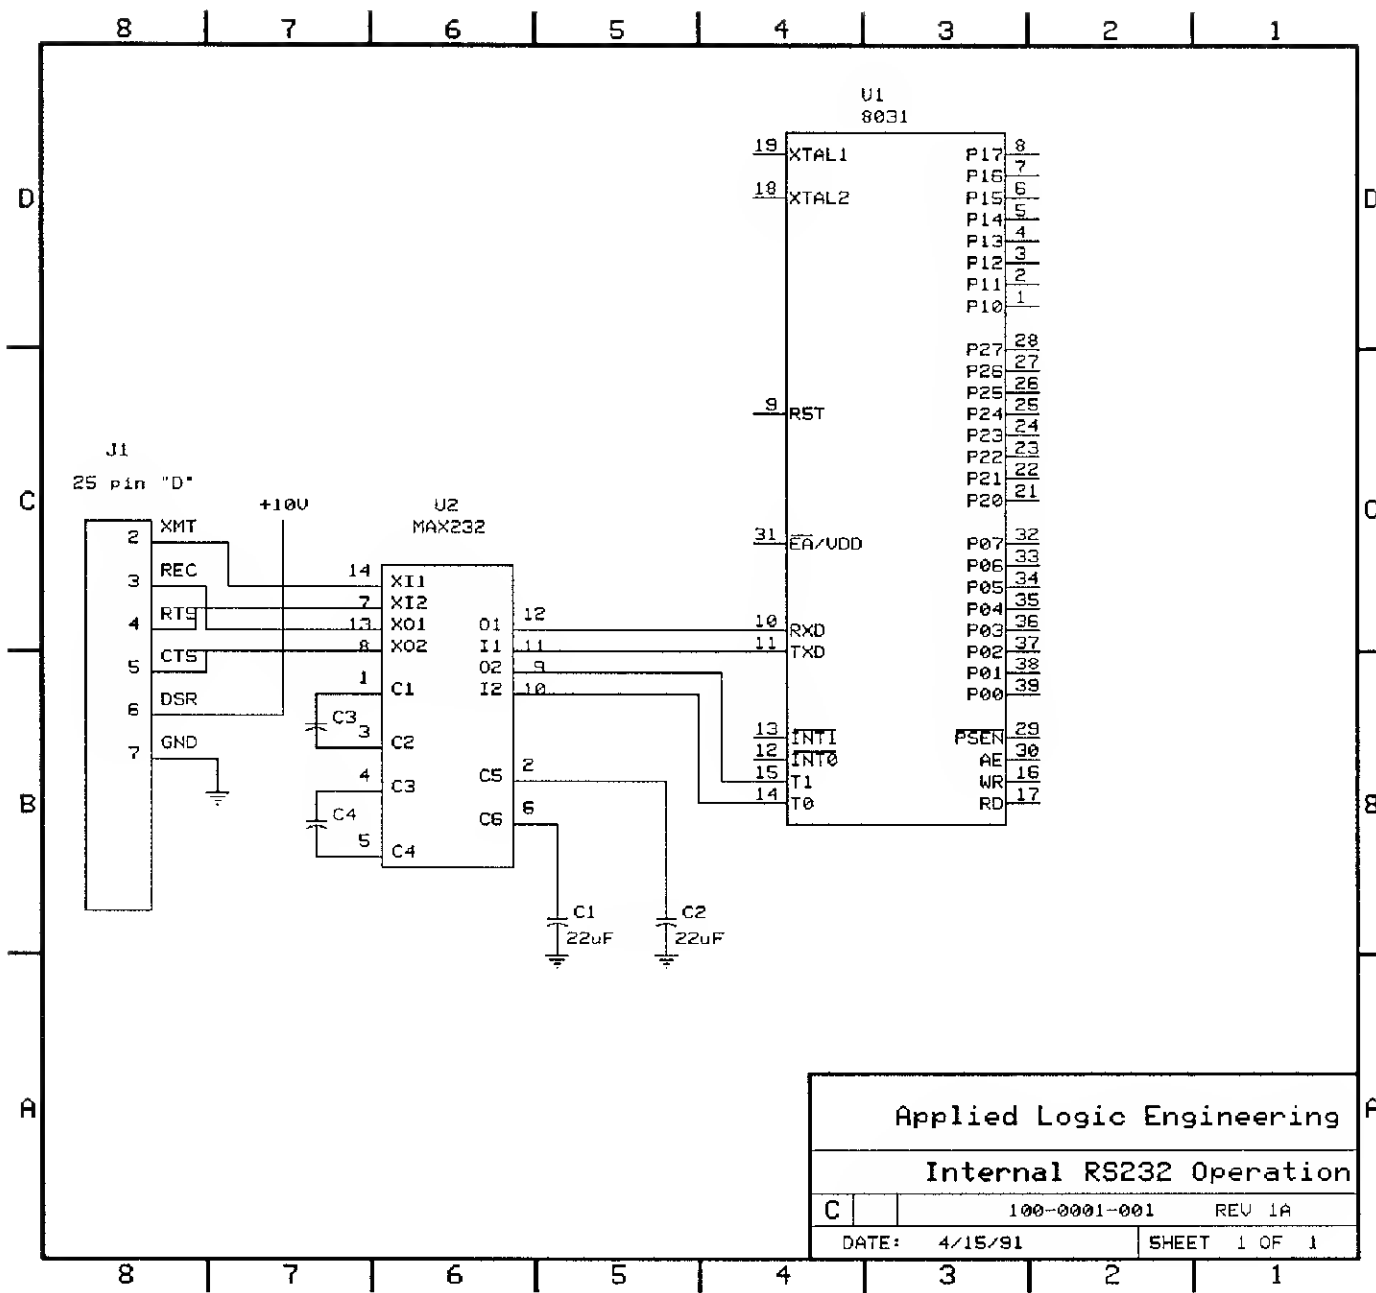 8 7 6 5 4 3 2 1
U1
8031
19 XTAL1 P17 8
P16 7
D 18 XTAL2 P15 6 D
P14 5
P13 4
P12 3
P11 2
P10 1
P27 28
P26 27
P25 26
9 RST P24 25
P23 24
J1 P22 23
25 pin "D" P21 22
C +10V U2 P20 21 C
MAX232
2 XMT 31 EA/VDD P07 32
P06 33
3 REC 14 XI1 P05 34
7 XI2 P04 35
4 RTS 13 XO1 O1 12 10 RXD P03 36
8 XO2 I1 11 11 TXD P02 37
5 CTS O2 9 P01 38
1 C1 I2 10 P00 39
6 DSR C3
3 C2 13 INT1 PSEN 29
7 GND 12 INT0 AE 30
4 C3 C5 2 15 T1 WR 16
B 14 T0 RD 17 B
C4 C6 6
5 C4
C1 C2
22uF 22uF
A Applied Logic Engineering A
Internal RS232 Operation
C 100-0001-001 REV 1A
DATE: 4/15/91 SHEET 1 OF 1
8 7 6 5 4 3 2 1